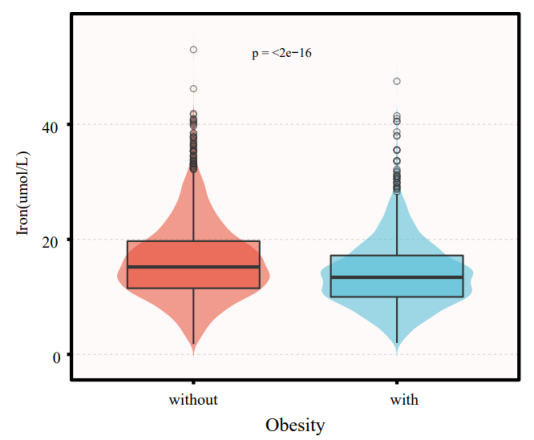 p = <2e−16
40
20
0
Iron(umol/L)
without
with
Obesity